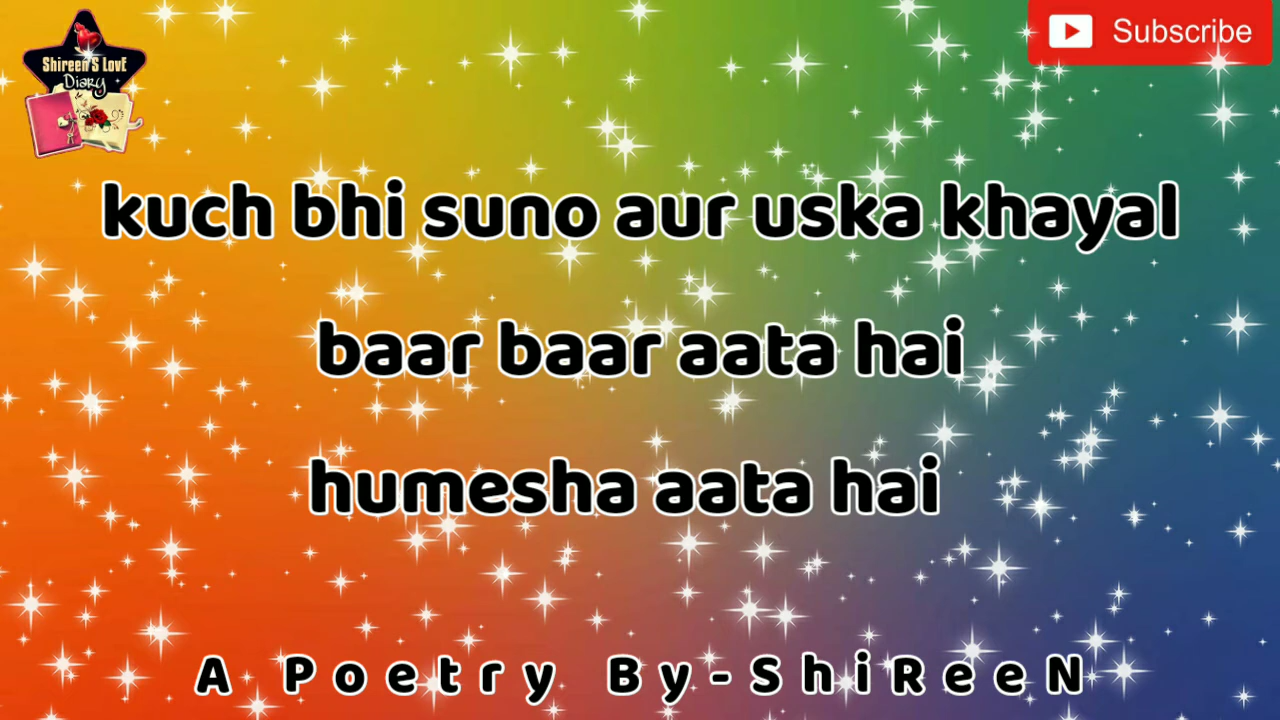 Shireen'S LovE
Diary
Subscribe
kuch bhi suno aur uska khayal
baar baar aata hai
humesha aata hai
A Poetry By-ShiReeN